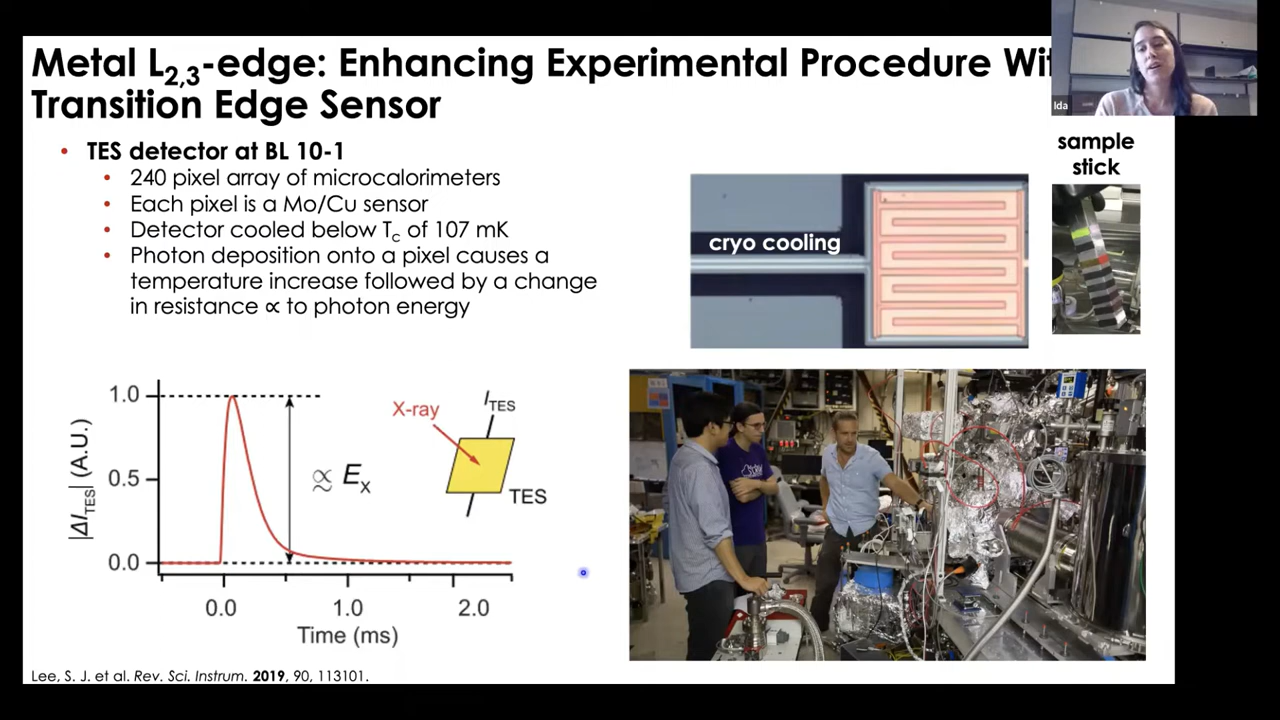 Metal L2,3-edge: Enhancing Experimental Procedure
Transition Edge Sensor
Ida
• TES detector at BL 10-1
• 240 pixel array of microcalorimeters
• Each pixel is a Mo/Cu sensor
• Detector cooled below Tc of 107 mK
• Photon deposition onto a pixel causes a
temperature increase followed by a change
in resistance ∝ to photon energy
cryo cooling
sample
stick
1.0
0.5
0.0
|ΔITES| (A.U.)
∝ Ex
~
X-ray
ITES
TES
0.0 1.0 2.0
Time (ms)
Lee, S. J. et al. Rev. Sci. Instrum. 2019, 90, 113101.